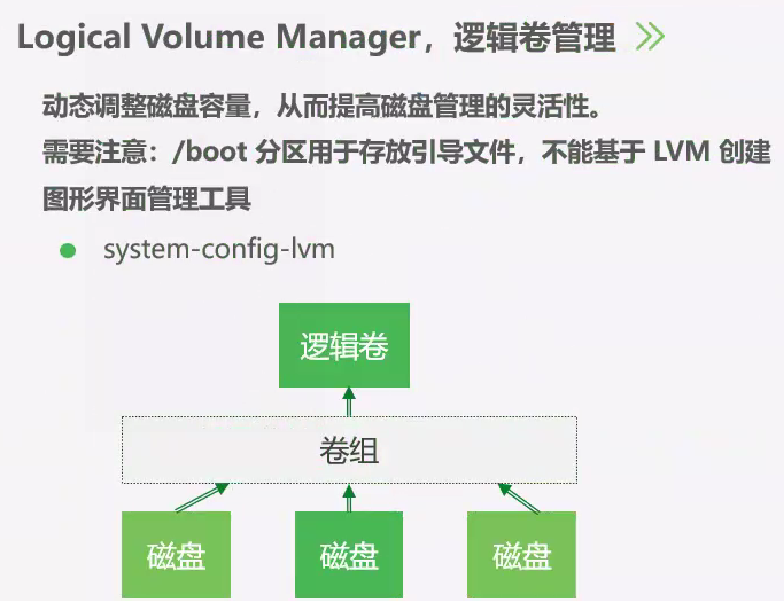 Logical Volume Manager，逻辑卷管理
动态调整磁盘容量，从而提高磁盘管理的灵活性。
需要注意：/boot 分区用于存放引导文件，不能基于 LVM 创建
图形界面管理工具
system-config-lvm
逻辑卷
卷组
磁盘
磁盘
磁盘